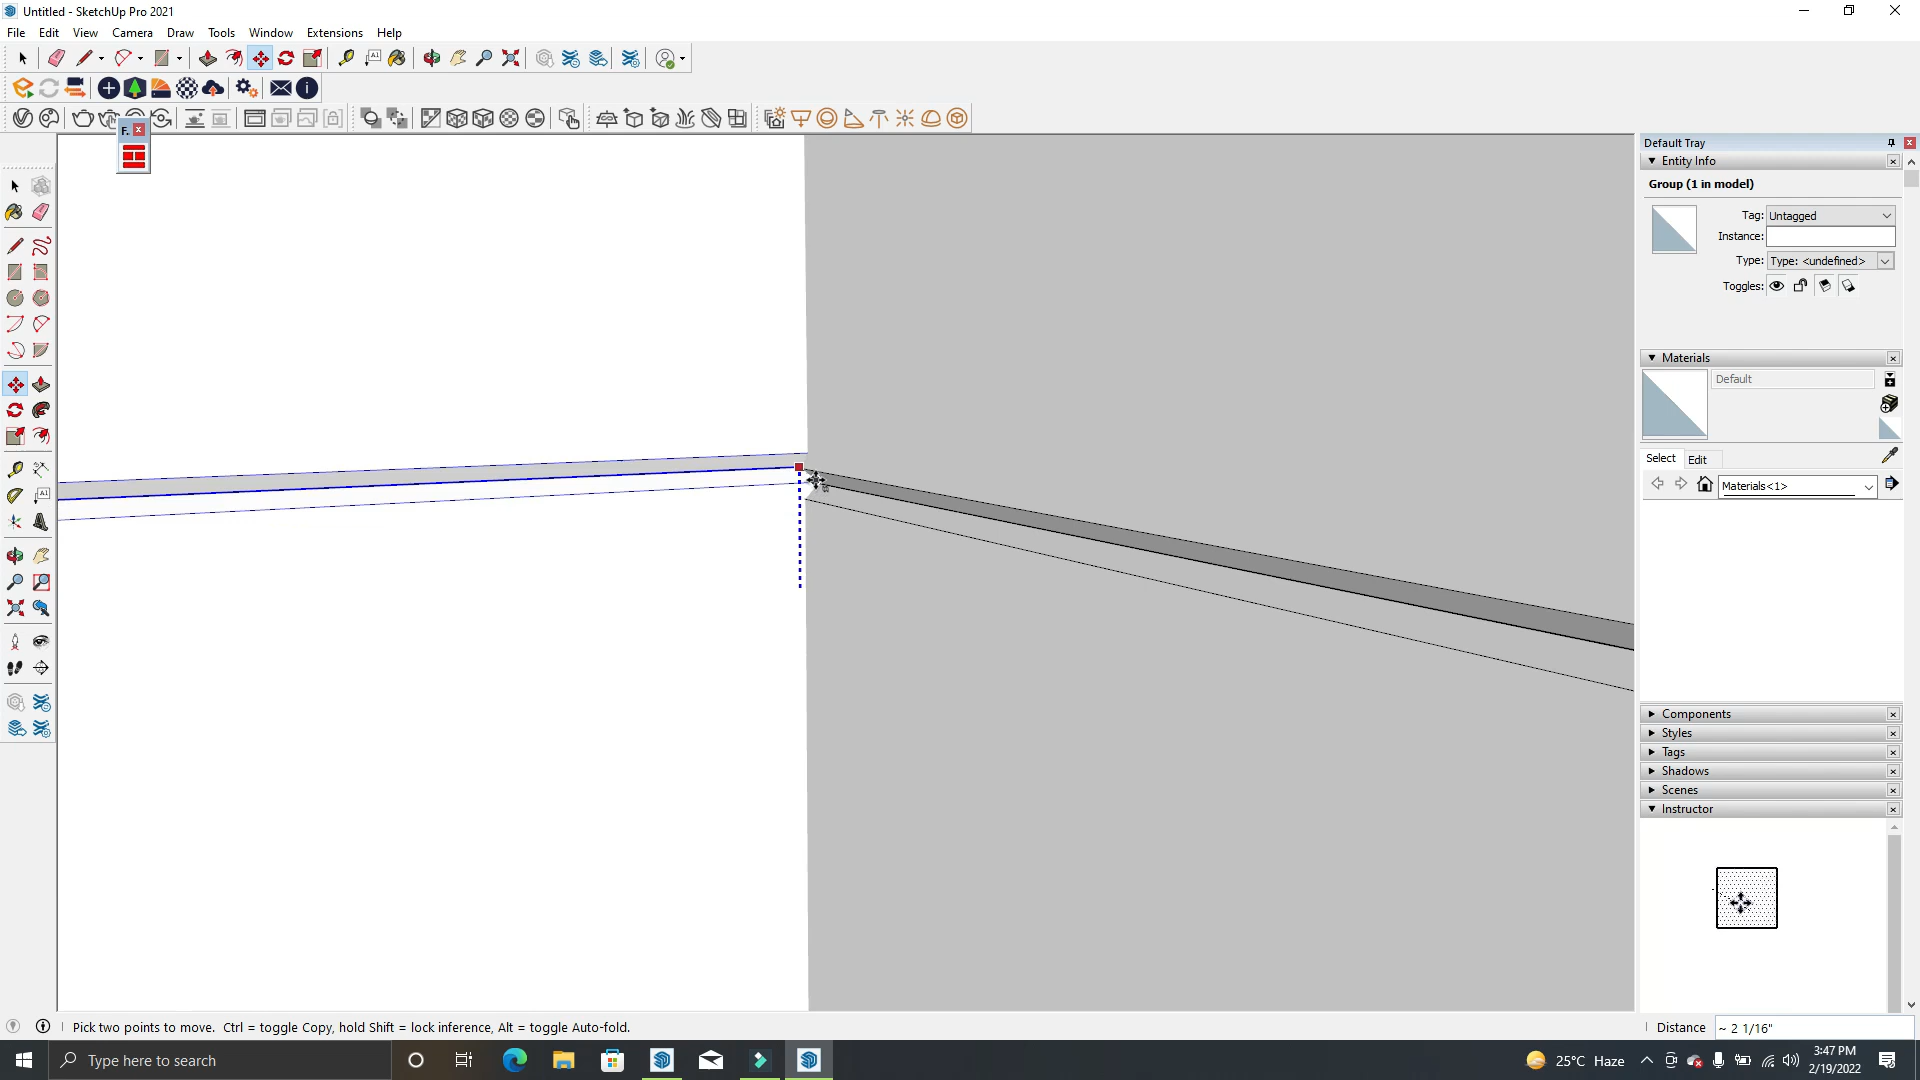 Untitled - SketchUp Pro 2021
File Edit View Camera Draw Tools Window Extensions Help
F.
Default Tray
Entity Info
Group (1 in model)
Tag: Untagged
Instance:
Type: Type: <undefined>
Toggles:
Materials
Default
Select Edit
Materials<1>
Components
Styles
Tags
Shadows
Scenes
Instructor
Pick two points to move. Ctrl = toggle Copy, hold Shift = lock inference, Alt = toggle Auto-fold.
Distance ~ 2 1/16"
Type here to search
25°C Haze
3:47 PM
2/19/2022